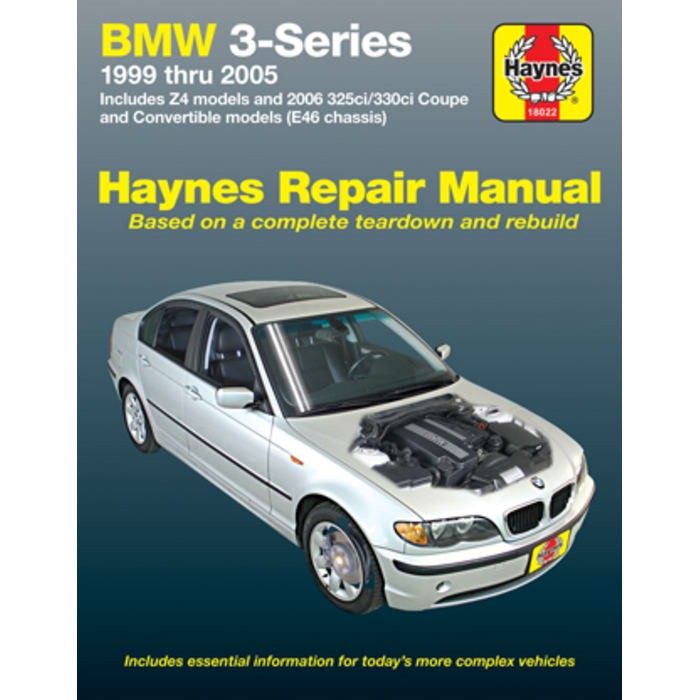 BMW 3-Series
1999 thru 2005
Includes Z4 models and 2006 325ci/330ci Coupe
and Convertible models (E46 chassis)
Haynes
®
18022
Haynes Repair Manual
Based on a complete teardown and rebuild
BMW
Haynes
Includes essential information for today's more complex vehicles